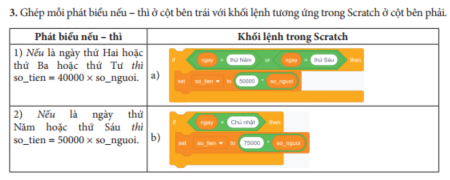 3. Ghép mỗi phát biểu nếu – thì ở cột bên trái với khối lệnh tương ứng trong Scratch ở cột bên phải.
Phát biểu nếu – thì
Khối lệnh trong Scratch
1) Nếu là ngày thứ Hai hoặc
thứ Ba hoặc thứ Tư thì
so_tien = 40000 × so_nguoi.
a)
if ngay = thứ Năm or ngay = thứ Sáu then
set so_tien to 50000 * so_nguoi
2) Nếu là ngày thứ
Năm hoặc thứ Sáu thì
so_tien = 50000 × so_nguoi.
b)
if ngay = Chủ nhật then
set so_tien to 75000 * so_nguoi